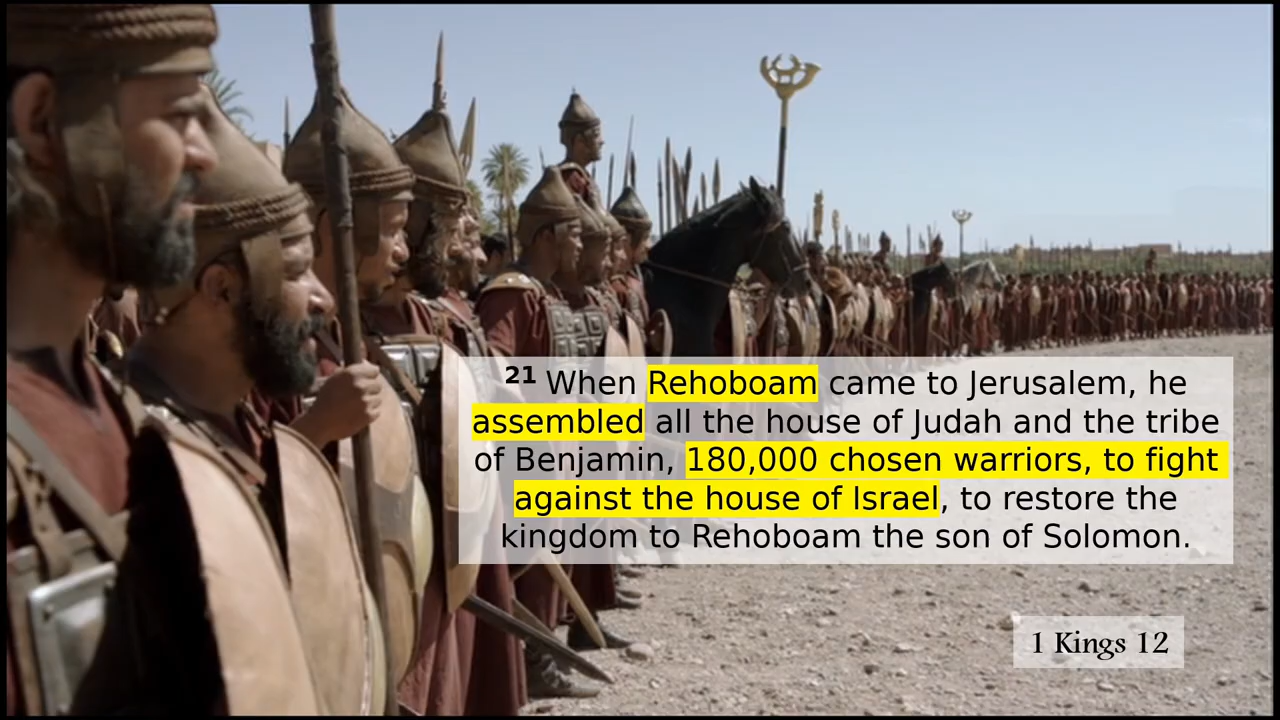 21 When Rehoboam came to Jerusalem, he
assembled all the house of Judah and the tribe
of Benjamin, 180,000 chosen warriors, to fight
against the house of Israel, to restore the
kingdom to Rehoboam the son of Solomon.
1 Kings 12